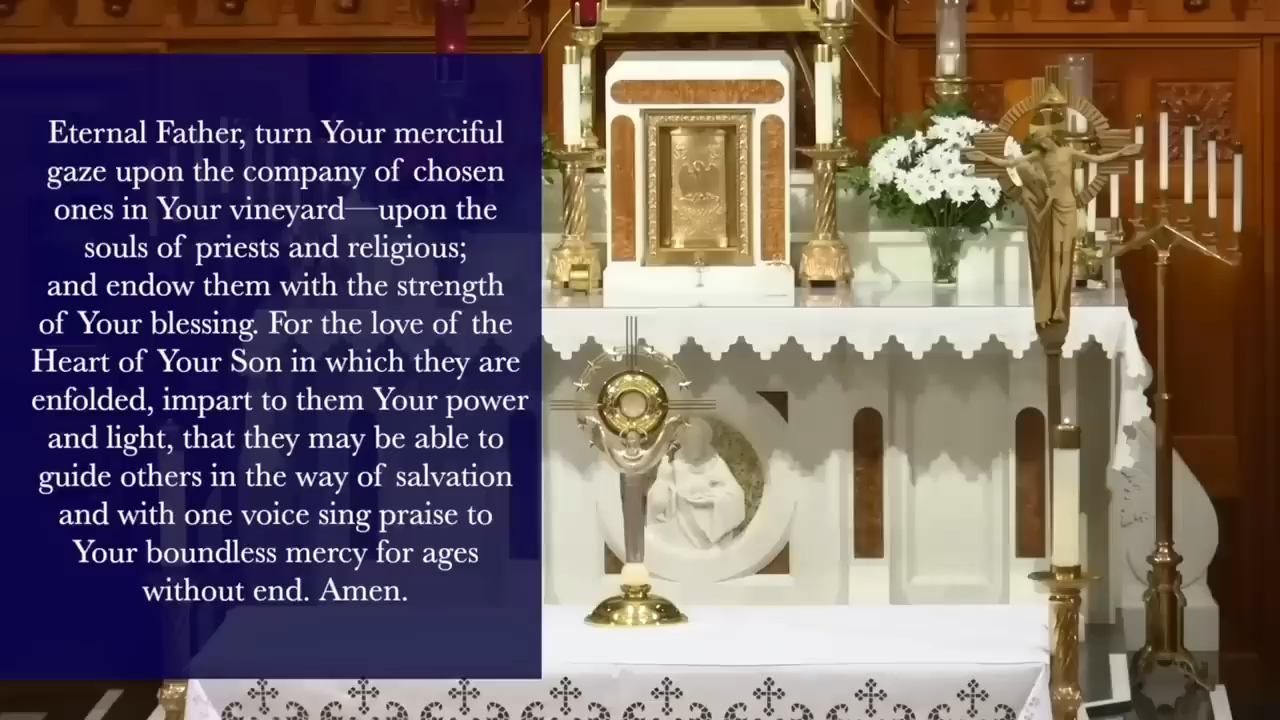 Eternal Father, turn Your merciful
gaze upon the company of chosen
ones in Your vineyard—upon the
souls of priests and religious;
and endow them with the strength
of Your blessing. For the love of the
Heart of Your Son in which they are
enfolded, impart to them Your power
and light, that they may be able to
guide others in the way of salvation
and with one voice sing praise to
Your boundless mercy for ages
without end. Amen.